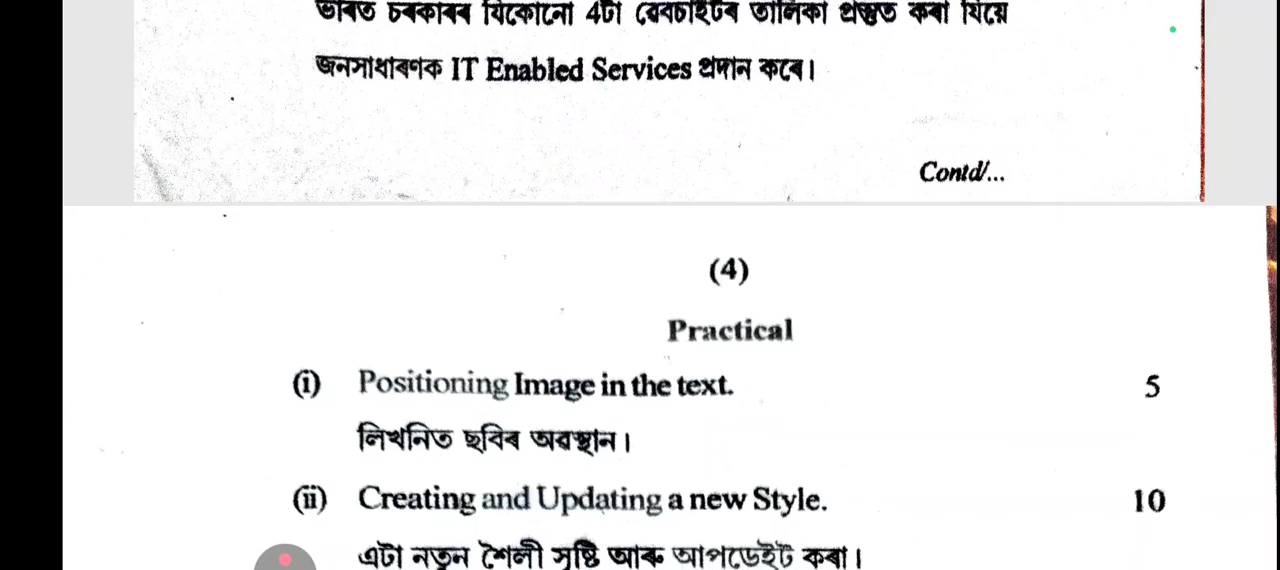 ভাৰত চৰকাৰৰ যিকোনো 4টা ৱেবচাইটৰ তালিকা প্ৰস্তুত কৰা যিয়ে
জনসাধাৰণক IT Enabled Services প্ৰদান কৰে।
Contd/...
(4)
Practical
(i) Positioning Image in the text. 5
লিখনিত ছবিৰ অৱস্থান।
(ii) Creating and Updating a new Style. 10
এটা নতুন শৈলী সৃষ্টি আৰু আপডেইট কৰা।